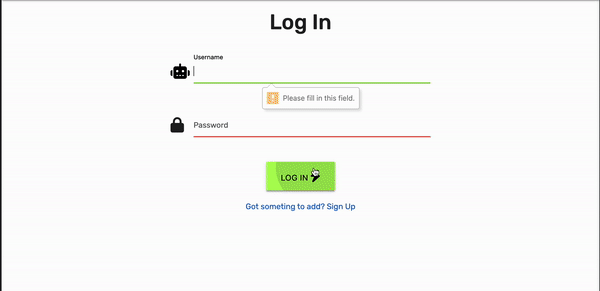 Log In
Username
Please fill in this field.
Password
LOG IN
Got someting to add? Sign Up